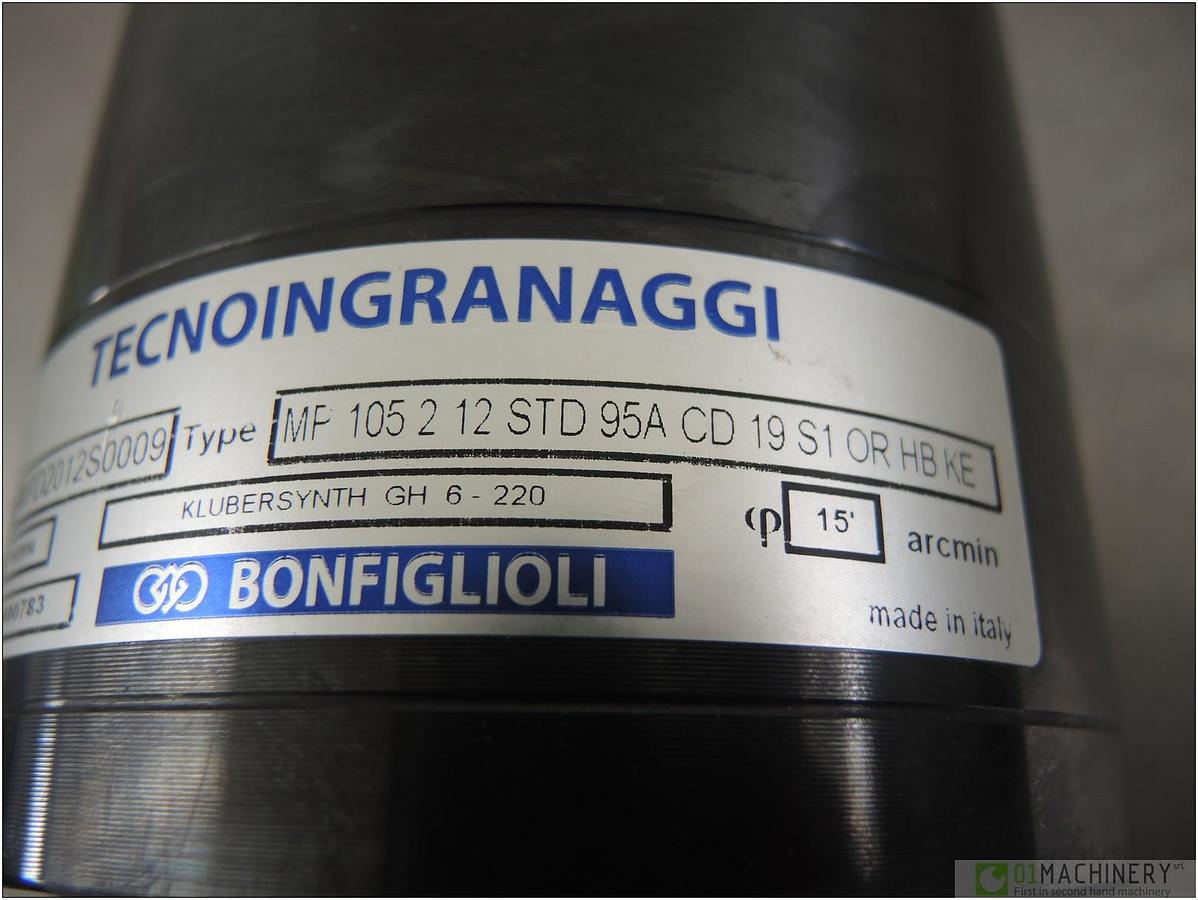 TECNOINGRANAGGI
Type MP 105 2 12 STD 95A CD 19 S1 OR HB KE
KLUBERSYNTH GH 6 - 220
φ 15' arcmin
BONFIGLIOLI
made in italy
01MACHINERY srl
First in second hand machinery